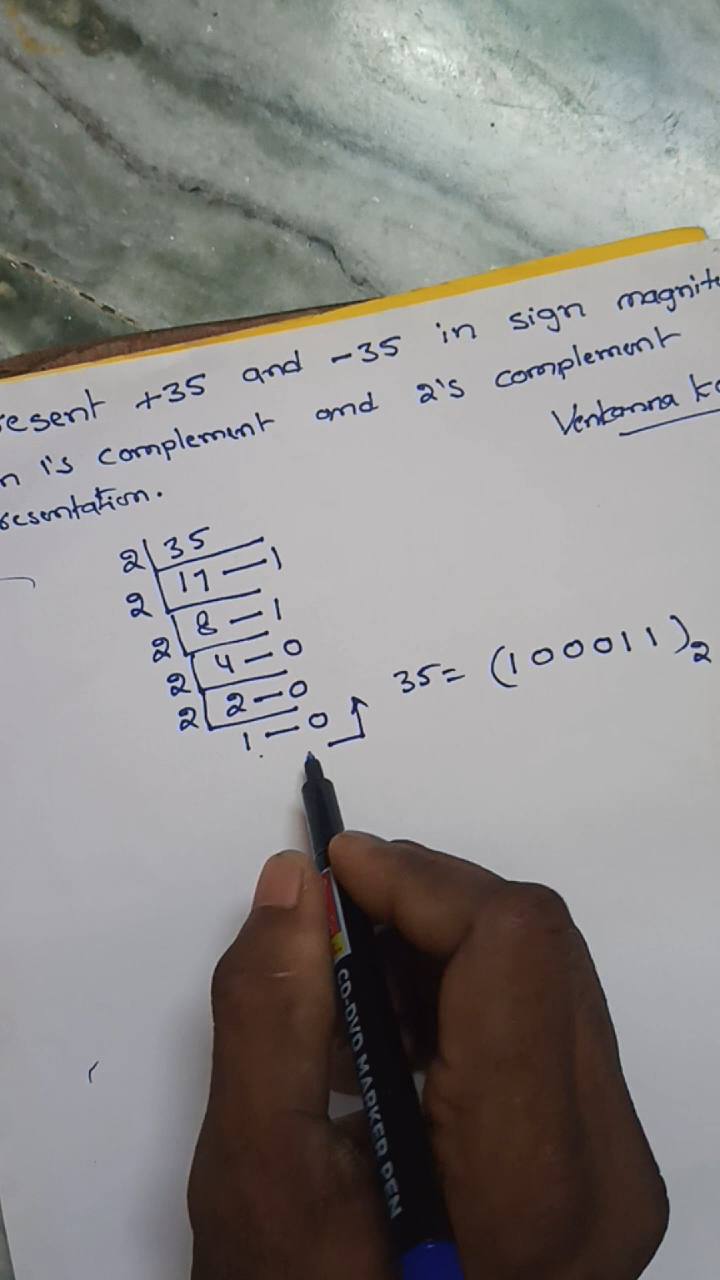 esent +35 and -35 in sign magnit
n 1's complement and 2's complement
esentation.
Venkanna
2 35
2 17 — 1
2 8 — 1
2 4 — 0
2 2 — 0
1 — 0
35 = (100011)2
CD-DVD MARKER PEN